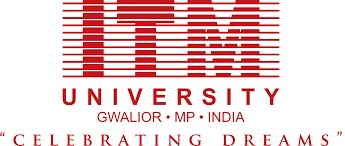 ITM
UNIVERSITY
GWALIOR • MP • INDIA
“CELEBRATING DREAMS”